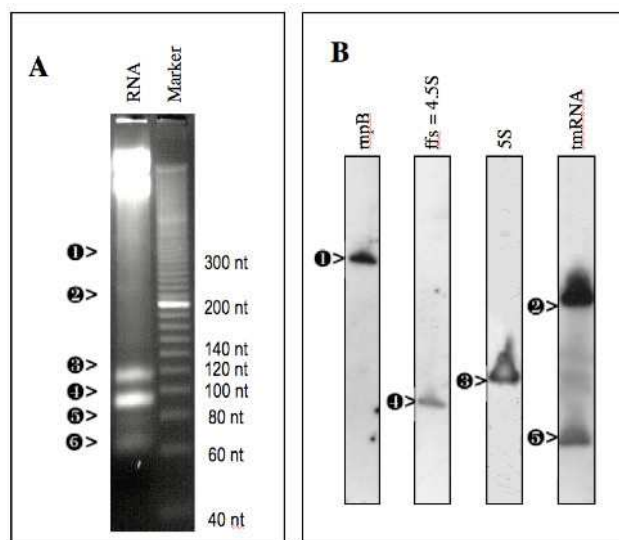 A
RNA
Marker
❶>
❷>
❸>
❹>
❺>
❻>
300 nt
200 nt
140 nt
120 nt
100 nt
80 nt
60 nt
40 nt
B
rnpB
ffs = 4.5S
5S
tmRNA
❶>
❹>
❸>
❷>
❺>